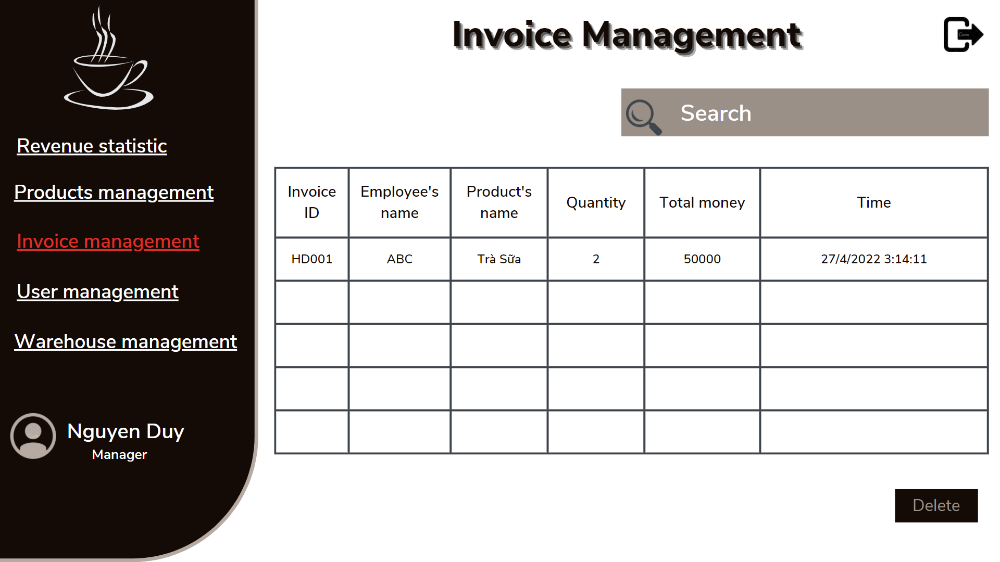 Invoice Management
Search
Revenue statistic
Products management
Invoice management
User management
Warehouse management
Nguyen Duy
Manager
Invoice ID
Employee's name
Product's name
Quantity
Total money
Time
HD001
ABC
Trà Sữa
2
50000
27/4/2022 3:14:11
Delete